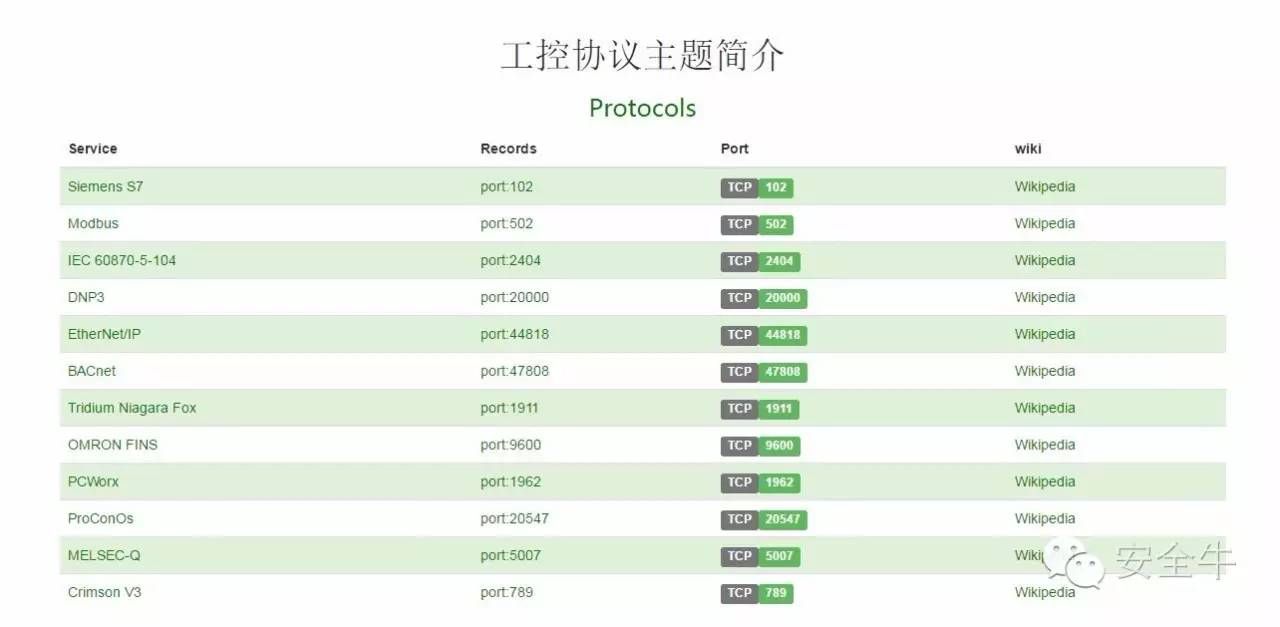 工控协议主题简介
Protocols
Service Records Port wiki
Siemens S7 port:102 TCP 102 Wikipedia
Modbus port:502 TCP 502 Wikipedia
IEC 60870-5-104 port:2404 TCP 2404 Wikipedia
DNP3 port:20000 TCP 20000 Wikipedia
EtherNet/IP port:44818 TCP 44818 Wikipedia
BACnet port:47808 TCP 47808 Wikipedia
Tridium Niagara Fox port:1911 TCP 1911 Wikipedia
OMRON FINS port:9600 TCP 9600 Wikipedia
PCWorx port:1962 TCP 1962 Wikipedia
ProConOs port:20547 TCP 20547 Wikipedia
MELSEC-Q port:5007 TCP 5007 Wikip
安全牛
Crimson V3 port:789 TCP 789 Wikipedia